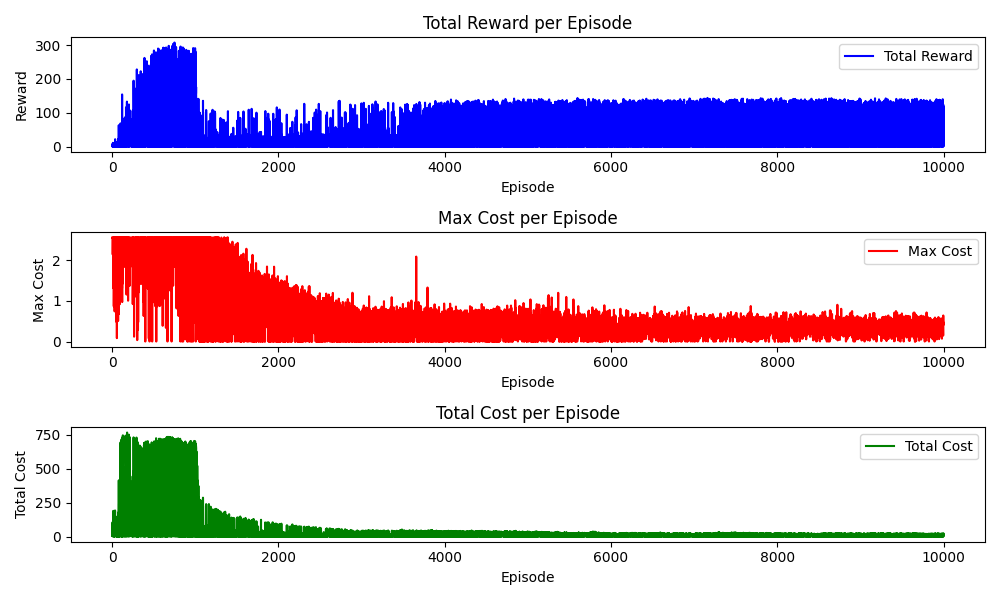 Total Reward per Episode
300
200
100
0
Reward
Total Reward
0 2000 4000 6000 8000 10000
Episode
Max Cost per Episode
2
1
0
Max Cost
Max Cost
0 2000 4000 6000 8000 10000
Episode
Total Cost per Episode
750
500
250
0
Total Cost
Total Cost
0 2000 4000 6000 8000 10000
Episode